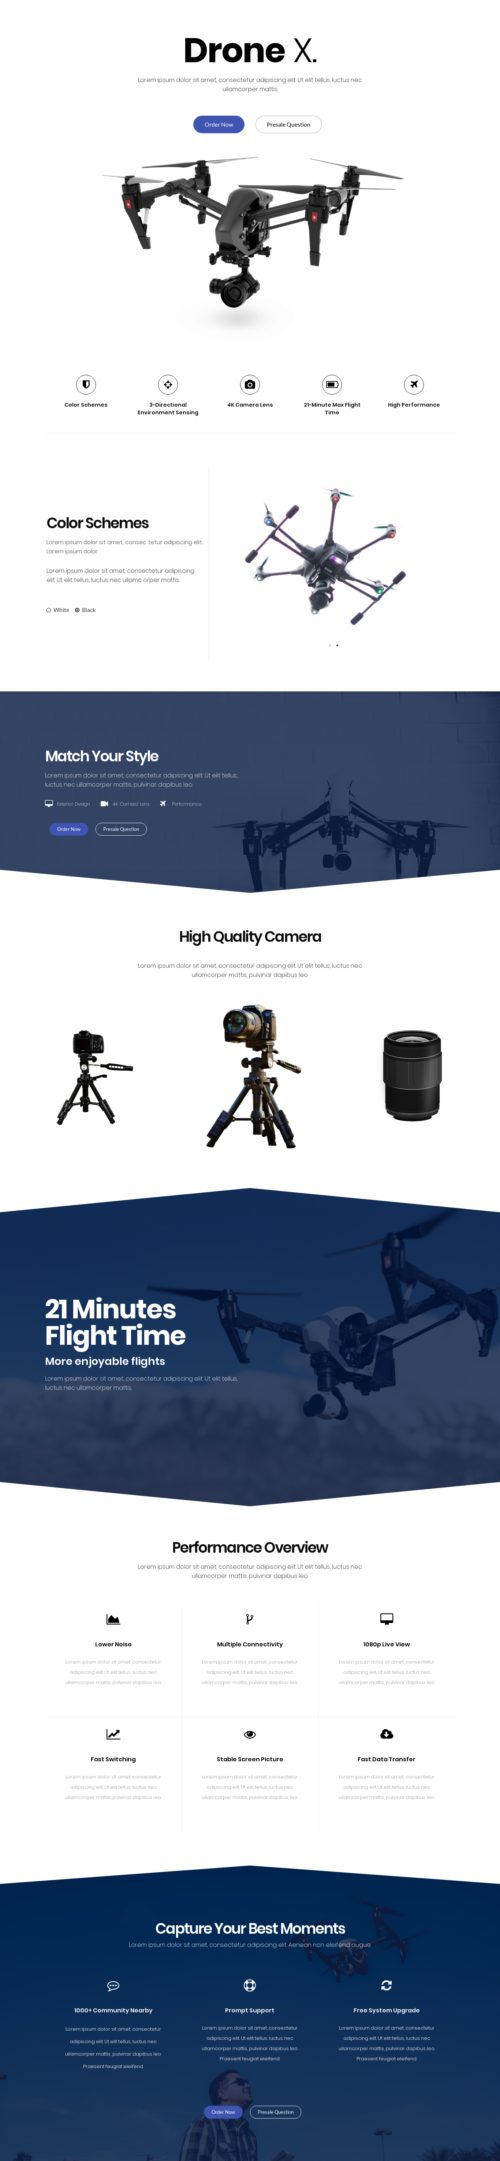 Drone X.
Lorem ipsum dolor sit amet, consectetur adipiscing elit Ut elit tellus, luctus nec
ullamcorper mattis
Order Now
Presale Question
Color Schemes
3-Directional
Environment Sensing
4K Camera Lens
21-Minute Max Flight
Time
High Performance
Color Schemes
Lorem ipsum dolor sit amet, consec tetur adipiscing elit.
Lorem ipsum dolor
Lorem ipsum dolor sit amet, consectetur adipiscing
elit Ut elit tellus, luctus nec ullamc orper mattis
White
Black
Match Your Style
Lorem ipsum dolor sit amet, consectetur adipiscing elit Ut elit tellus,
luctus nec ullamcorper mattis, pulvinar dapibus leo.
Exterior Design
4K Camera Lens
Performance
Order Now
Presale Question
High Quality Camera
Lorem ipsum dolor sit amet, consectetur adipiscing elit Ut elit tellus, luctus nec
ullamcorper mattis, pulvinar dapibus leo
21 Minutes
Flight Time
More enjoyable flights
Lorem ipsum dolor sit amet, consectetur adipiscing elit Ut elit tellus,
luctus nec ullamcorper mattis.
Performance Overview
Lorem ipsum dolor sit amet, consectetur adipiscing elit Ut elit tellus, luctus nec
ullamcorper mattis, pulvinar dapibus leo
Lower Noise
Lorem ipsum dolor sit amet, consectetur
adipiscing elit Ut elit tellus, luctus nec
ullamcorper mattis, pulvinar dapibus leo.
Multiple Connectivity
Lorem ipsum dolor sit amet, consectetur
adipiscing elit Ut elit tellus, luctus nec
ullamcorper mattis, pulvinar dapibus leo.
1080p Live View
Lorem ipsum dolor sit amet, consectetur
adipiscing elit Ut elit tellus, luctus nec
ullamcorper mattis, pulvinar dapibus leo.
Fast Switching
Lorem ipsum dolor sit amet, consectetur
adipiscing elit Ut elit tellus, luctus nec
ullamcorper mattis, pulvinar dapibus leo.
Stable Screen Picture
Lorem ipsum dolor sit amet, consectetur
adipiscing elit Ut elit tellus, luctus nec
ullamcorper mattis, pulvinar dapibus leo.
Fast Data Transfer
Lorem ipsum dolor sit amet, consectetur
adipiscing elit Ut elit tellus, luctus nec
ullamcorper mattis, pulvinar dapibus leo.
Capture Your Best Moments
Lorem ipsum dolor sit amet, consectetur adipiscing elit Aenean non eleifend augue
1000+ Community Nearby
Lorem ipsum dolor sit amet, consectetur
adipiscing elit Ut elit tellus, luctus nec
ullamcorper mattis, pulvinar dapibus leo
Praesent feugiat eleifend.
Prompt Support
Lorem ipsum dolor sit amet, consectetur
adipiscing elit Ut elit tellus, luctus nec
ullamcorper mattis, pulvinar dapibus leo
Praesent feugiat eleifend.
Free System Upgrade
Lorem ipsum dolor sit amet, consectetur
adipiscing elit Ut elit tellus, luctus nec
ullamcorper mattis, pulvinar dapibus leo
Praesent feugiat eleifend.
Order Now
Presale Question